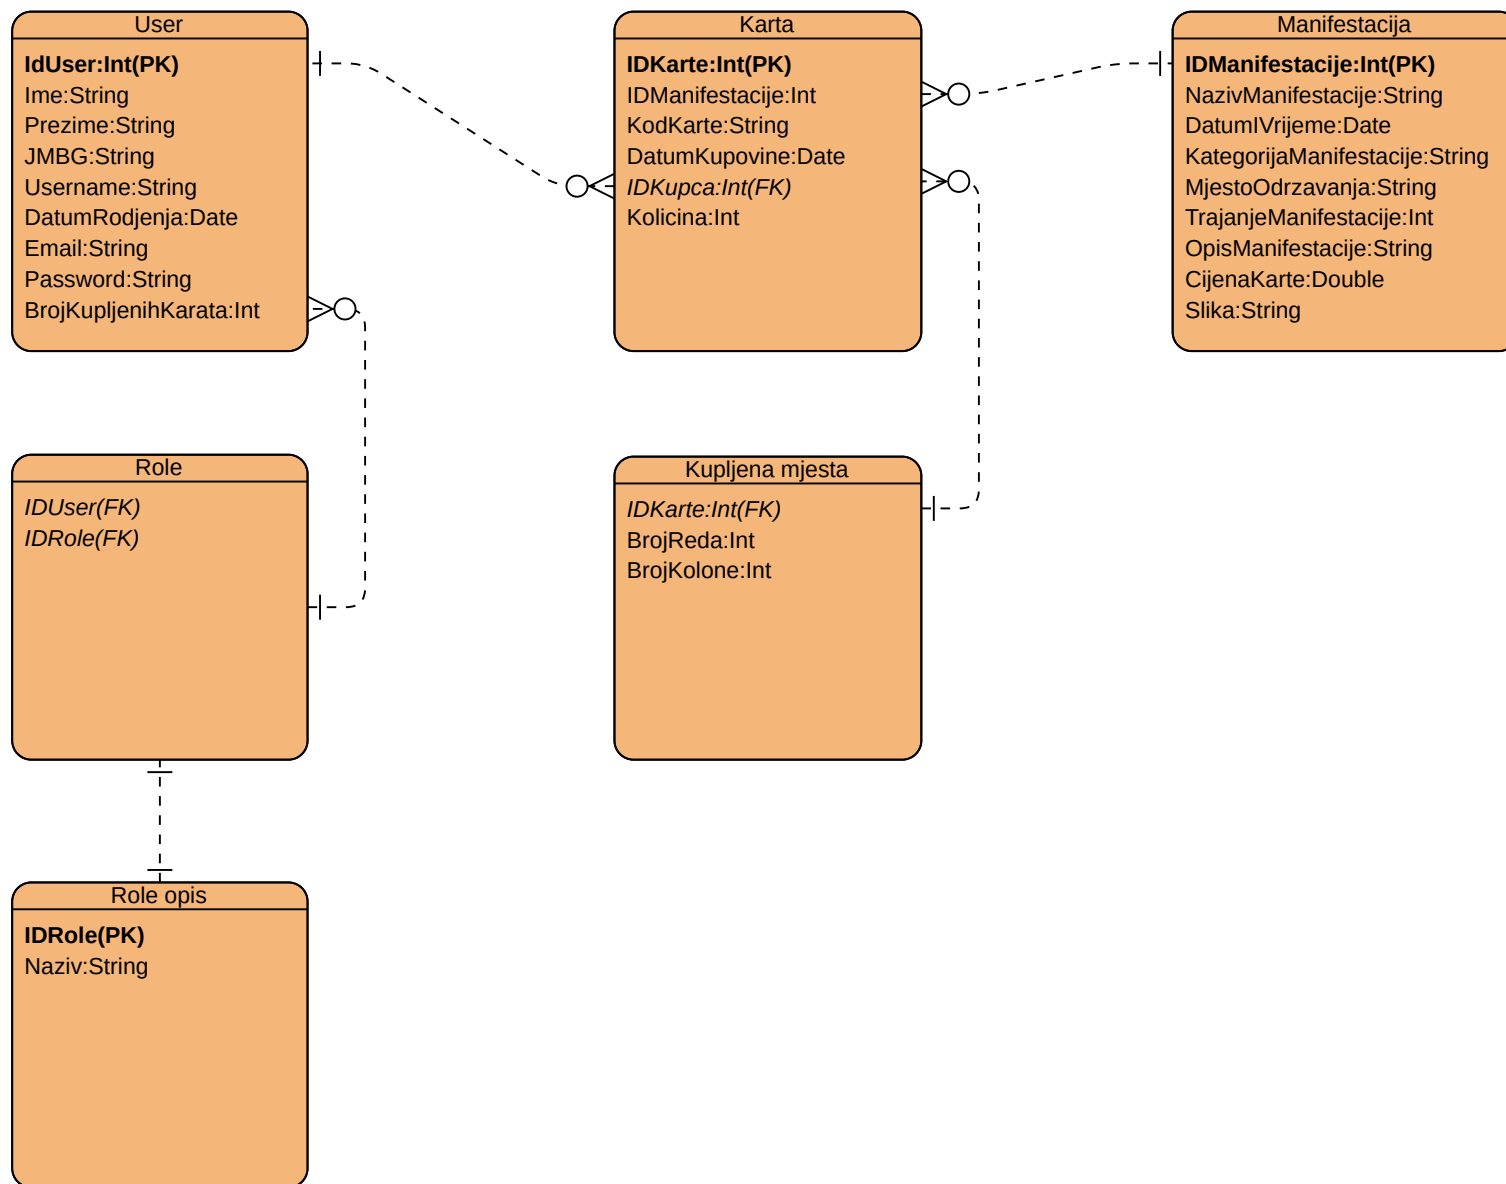 User
IdUser:Int(PK)
Ime:String
Prezime:String
JMBG:String
Username:String
DatumRodjenja:Date
Email:String
Password:String
BrojKupljenihKarata:Int
Karta
IDKarte:Int(PK)
IDManifestacije:Int
KodKarte:String
DatumKupovine:Date
IDKupca:Int(FK)
Kolicina:Int
Manifestacija
IDManifestacije:Int(PK)
NazivManifestacije:String
DatumIVrijeme:Date
KategorijaManifestacije:String
MjestoOdrzavanja:String
TrajanjeManifestacije:Int
OpisManifestacije:String
CijenaKarte:Double
Slika:String
Role
IDUser(FK)
IDRole(FK)
Kupljena mjesta
IDKarte:Int(FK)
BrojReda:Int
BrojKolone:Int
Role opis
IDRole(PK)
Naziv:String